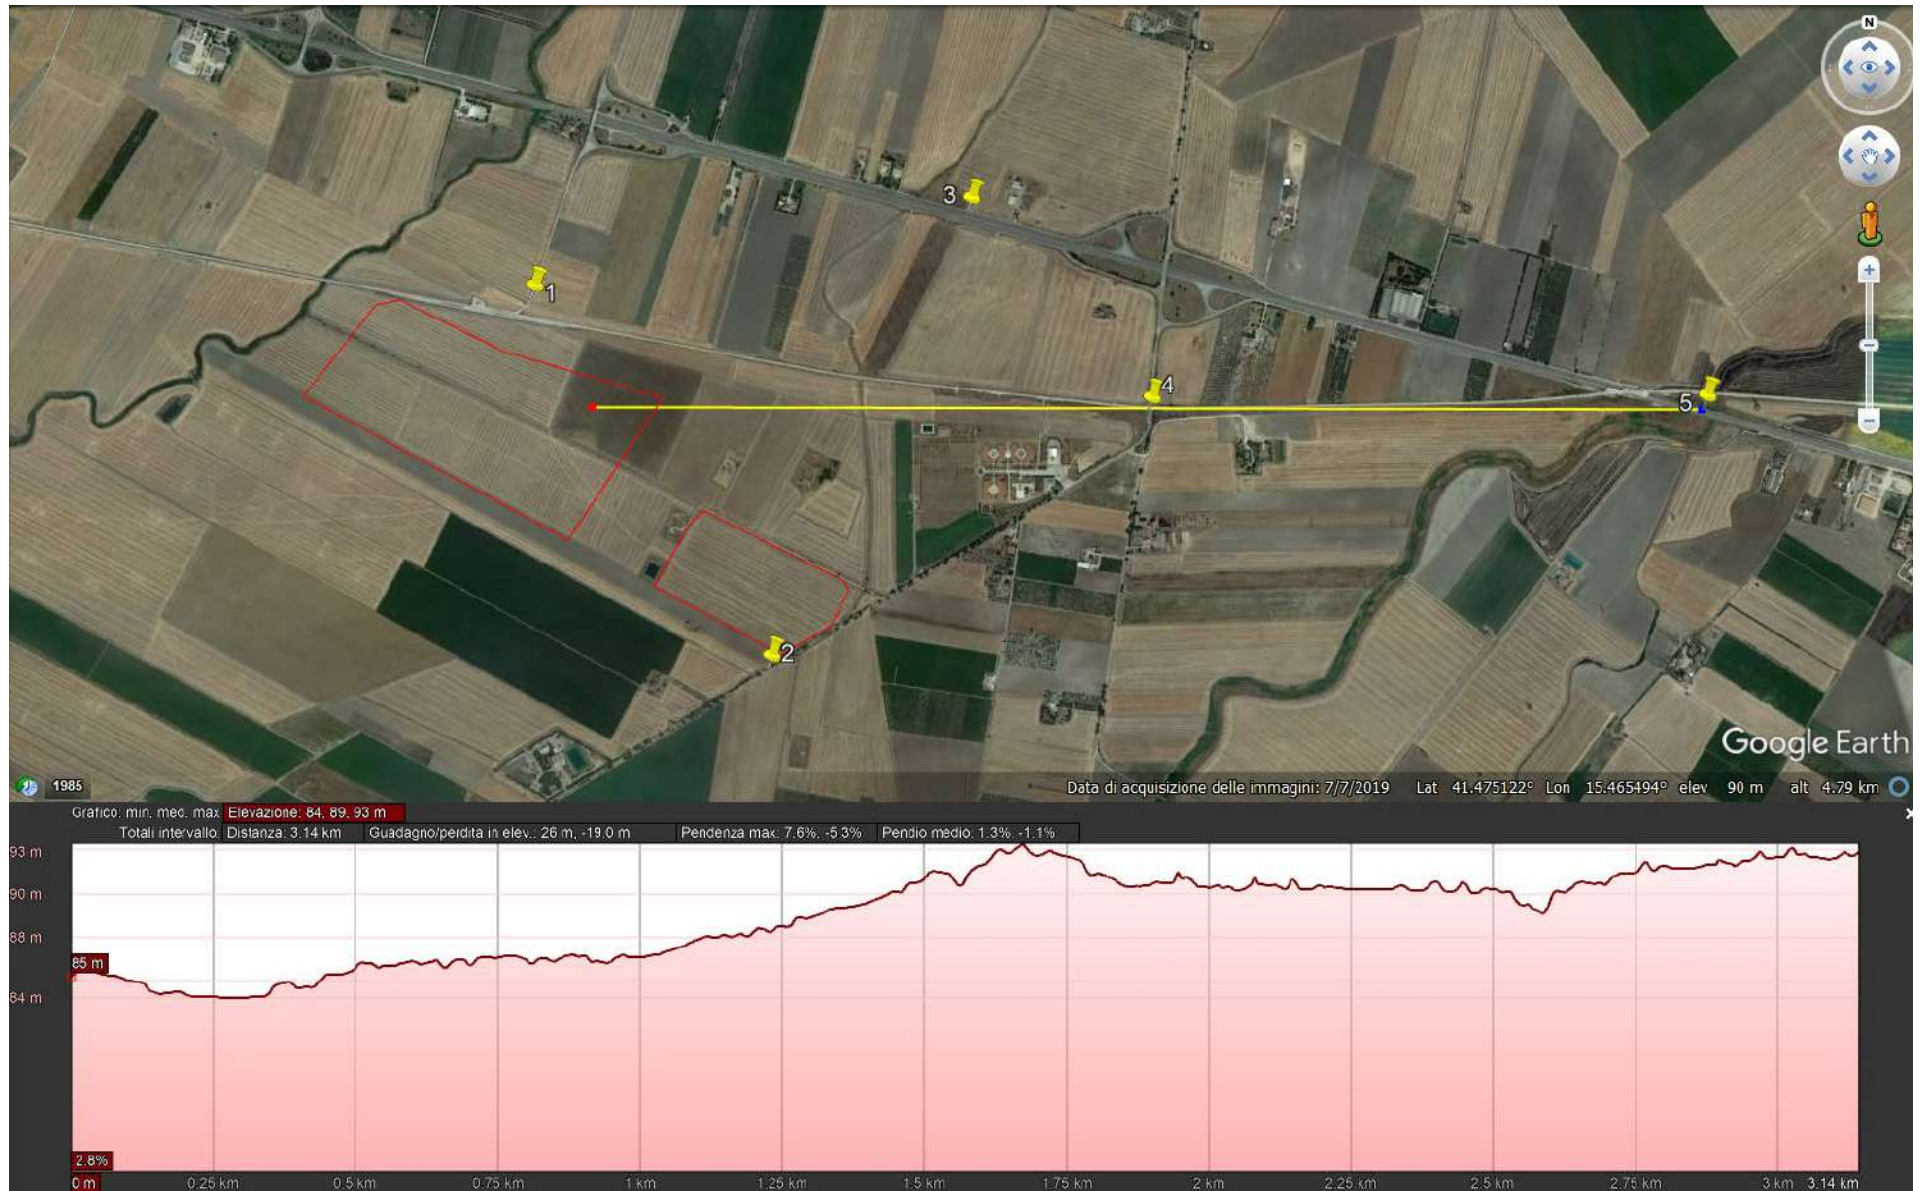 N
3
1
4
5
2
Google Earth
1985
Data di acquisizione delle immagini: 7/7/2019 Lat 41.475122° Lon 15.465494° elev 90 m alt 4.79 km
Grafico: min, med, max Elevazione: 84, 89, 93 m
Totali intervallo: Distanza: 3.14 km Guadagno/perdita in elev.: 26 m, -19.0 m Pendenza max: 7.6%, -5.3% Pendio medio: 1.3%, -1.1%
93 m
90 m
88 m
85 m
84 m
2.8%
0 m 0.25 km 0.5 km 0.75 km 1 km 1.25 km 1.5 km 1.75 km 2 km 2.25 km 2.5 km 2.75 km 3 km 3.14 km